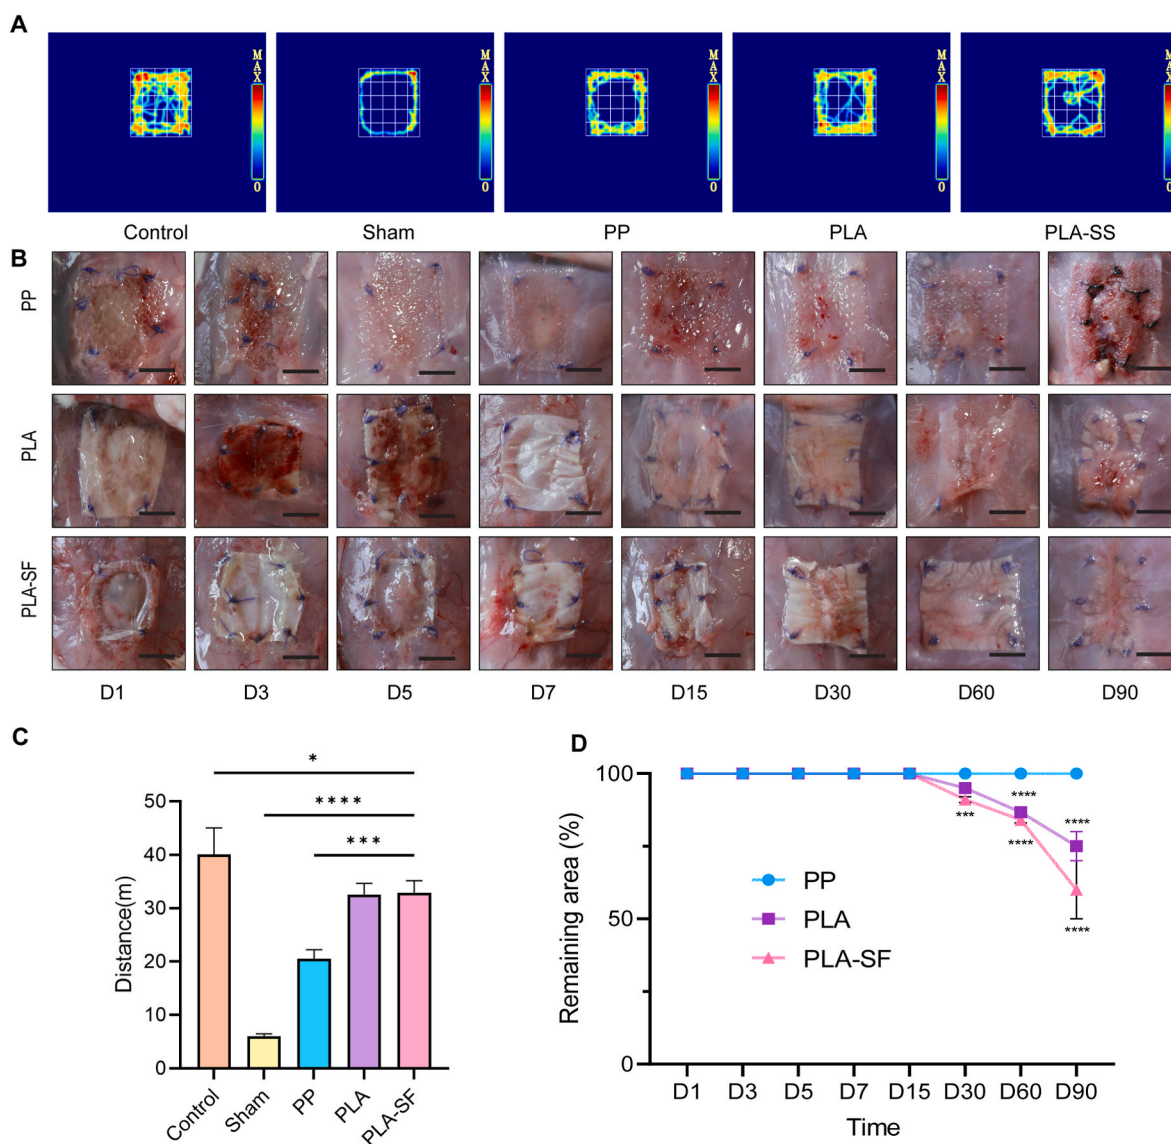 A
MAX 0
MAX 0
MAX 0
MAX 0
MAX 0
Control Sham PP PLA PLA-SS
B
PP
PLA
PLA-SF
D1 D3 D5 D7 D15 D30 D60 D90
C
*
****
***
Distance(m)
50
40
30
20
10
0
Control Sham PP PLA PLA-SF
D
Remaining area (%)
100
50
0
***
****
****
****
****
PP
PLA
PLA-SF
D1 D3 D5 D7 D15 D30 D60 D90
Time